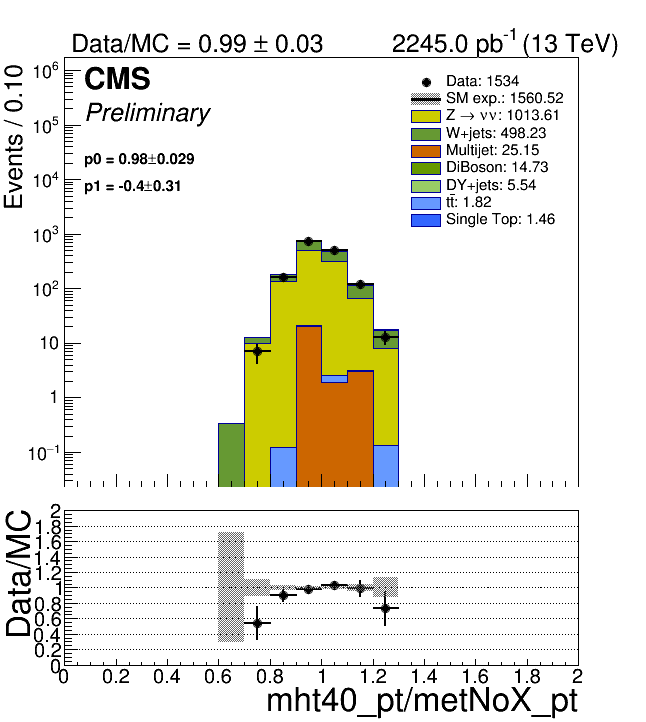 Data/MC = 0.99 ± 0.03
2245.0 pb⁻¹ (13 TeV)
CMS
Preliminary
p0 = 0.98±0.029
p1 = -0.4±0.31
Data: 1534
SM exp.: 1560.52
Z → νν: 1013.61
W+jets: 498.23
Multijet: 25.15
DiBoson: 14.73
DY+jets: 5.54
tt̄: 1.82
Single Top: 1.46
Events / 0.10
10⁶
10⁵
10⁴
10³
10²
10
1
10⁻¹
Data/MC
2
1.8
1.6
1.4
1.2
1
0.8
0.6
0.4
0.2
0
0 0.2 0.4 0.6 0.8 1 1.2 1.4 1.6 1.8 2
mht40_pt/metNoX_pt